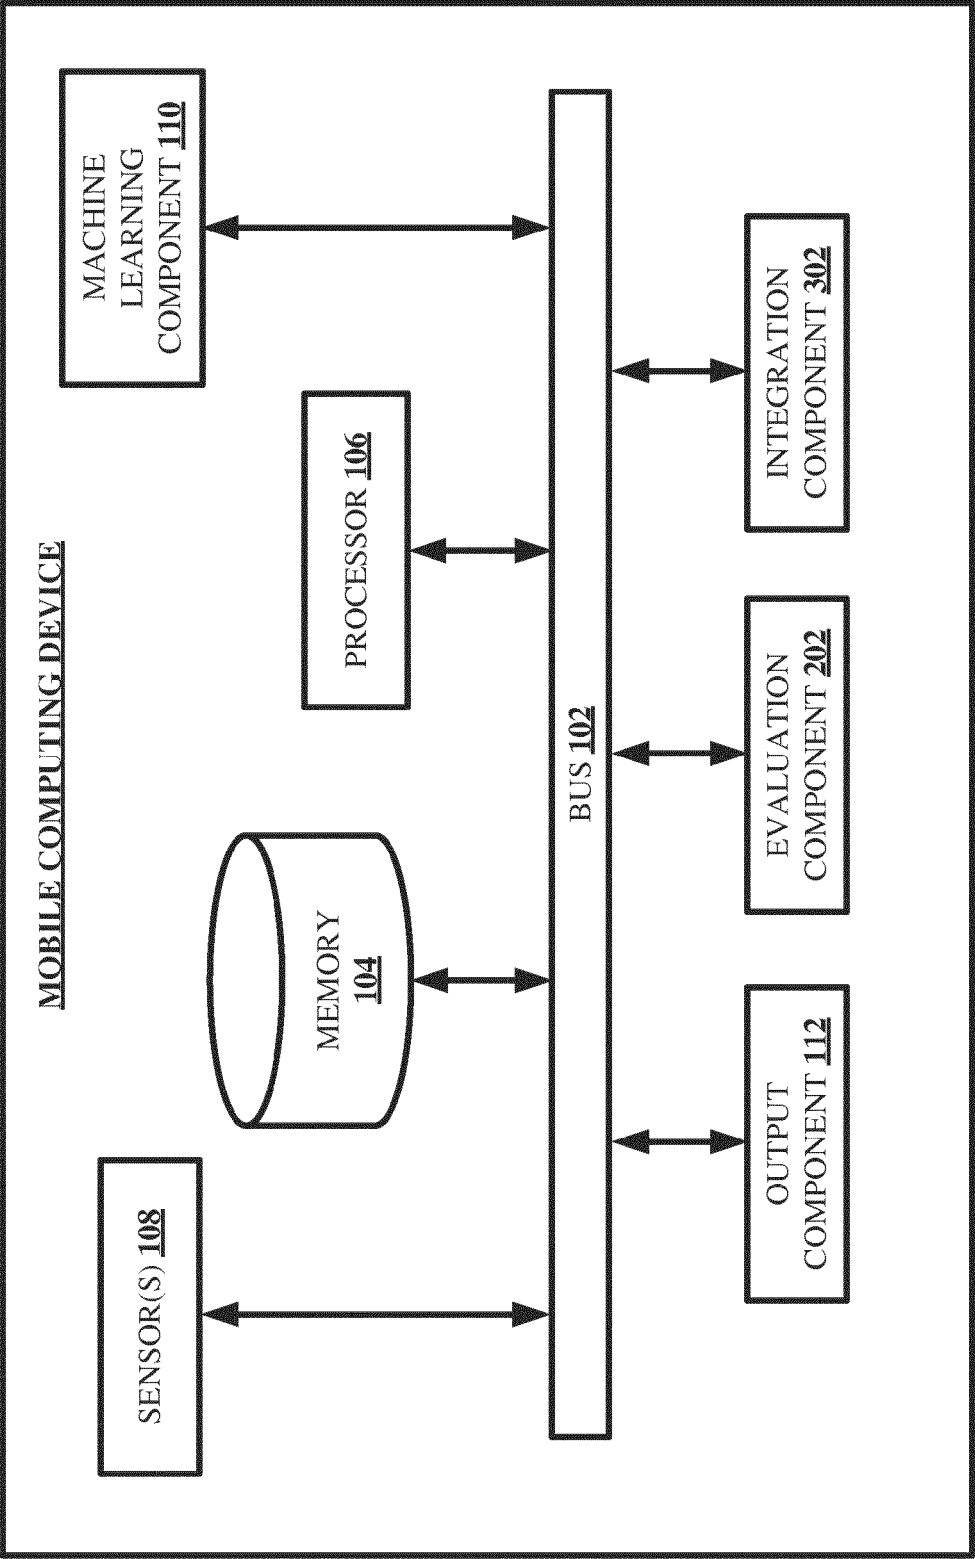 MOBILE COMPUTING DEVICE
SENSOR(S) 108
MEMORY
104
PROCESSOR 106
MACHINE
LEARNING
COMPONENT 110
BUS 102
OUTPUT
COMPONENT 112
EVALUATION
COMPONENT 202
INTEGRATION
COMPONENT 302